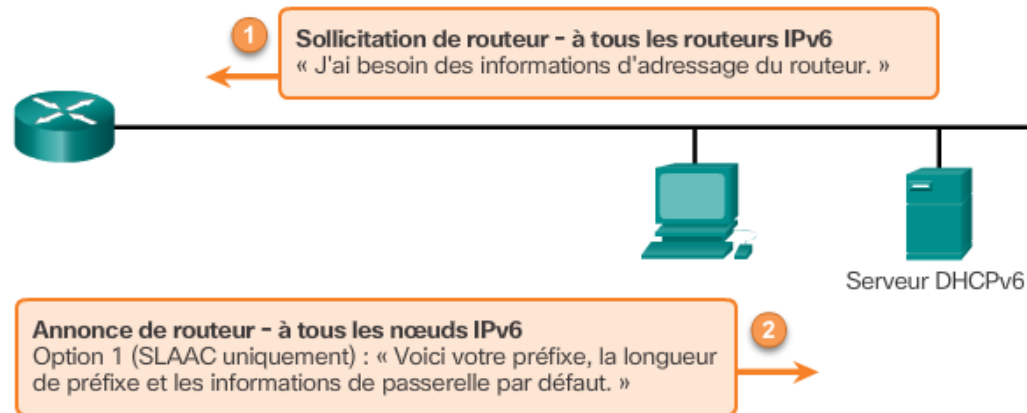 1
Sollicitation de routeur - à tous les routeurs IPv6
« J'ai besoin des informations d'adressage du routeur. »
Serveur DHCPv6
Annonce de routeur - à tous les nœuds IPv6
2
Option 1 (SLAAC uniquement) : « Voici votre préfixe, la longueur
de préfixe et les informations de passerelle par défaut. »